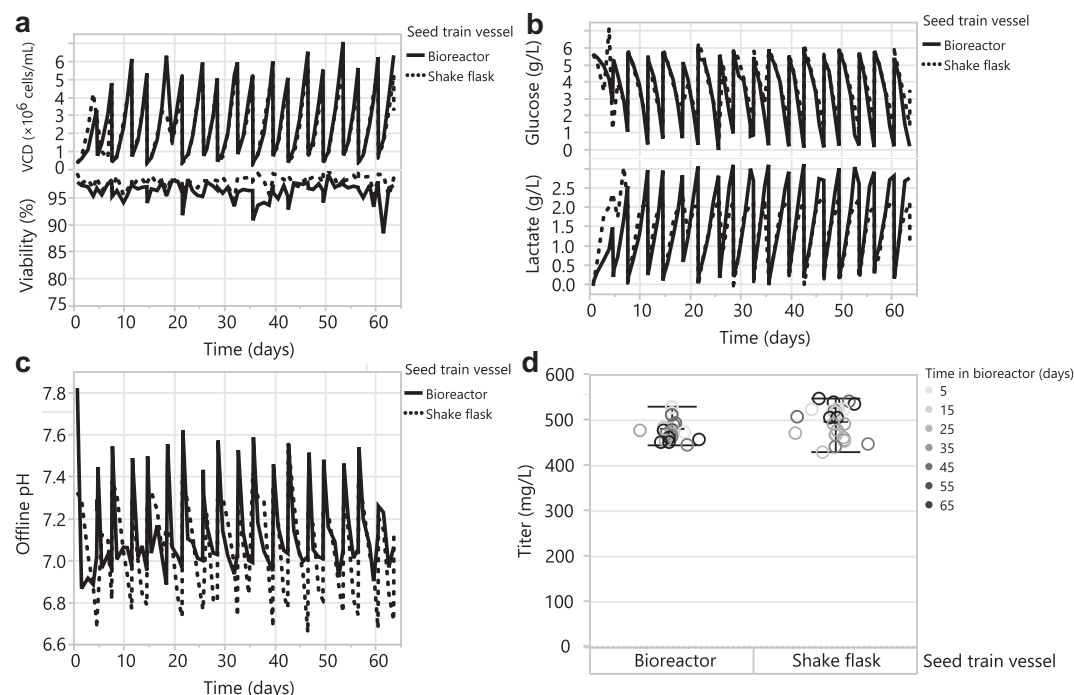 a
Seed train vessel
Bioreactor
Shake flask
VCD (×10⁶ cells/mL)
6
5
4
3
2
1
0
Viability (%)
95
90
85
80
75
0 10 20 30 40 50 60
Time (days)
b
Seed train vessel
Bioreactor
Shake flask
Glucose (g/L)
6
5
4
3
2
1
0
Lactate (g/L)
2.5
2.0
1.5
1.0
0.5
0.0
0 10 20 30 40 50 60
Time (days)
c
Seed train vessel
Bioreactor
Shake flask
Offline pH
7.8
7.6
7.4
7.2
7.0
6.8
6.6
0 10 20 30 40 50 60
Time (days)
d
Time in bioreactor (days)
5
15
25
35
45
55
65
Titer (mg/L)
600
500
400
300
200
100
0
Bioreactor Shake flask Seed train vessel